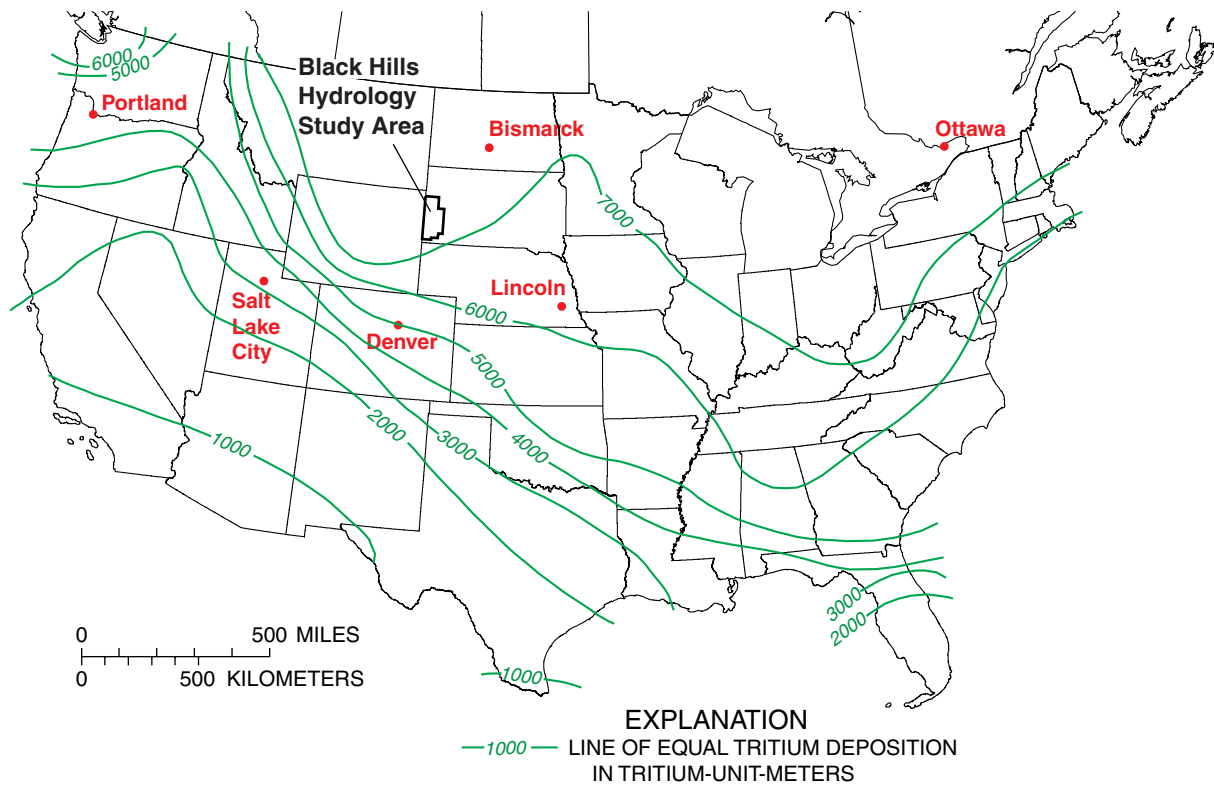 6000
5000
Portland
Black Hills
Hydrology
Study Area
Bismarck
Ottawa
7000
Salt
Lake
City
Denver
Lincoln
6000
5000
4000
3000
2000
1000
3000
2000
1000
0 500 MILES
0 500 KILOMETERS
EXPLANATION
1000 LINE OF EQUAL TRITIUM DEPOSITION
IN TRITIUM-UNIT-METERS